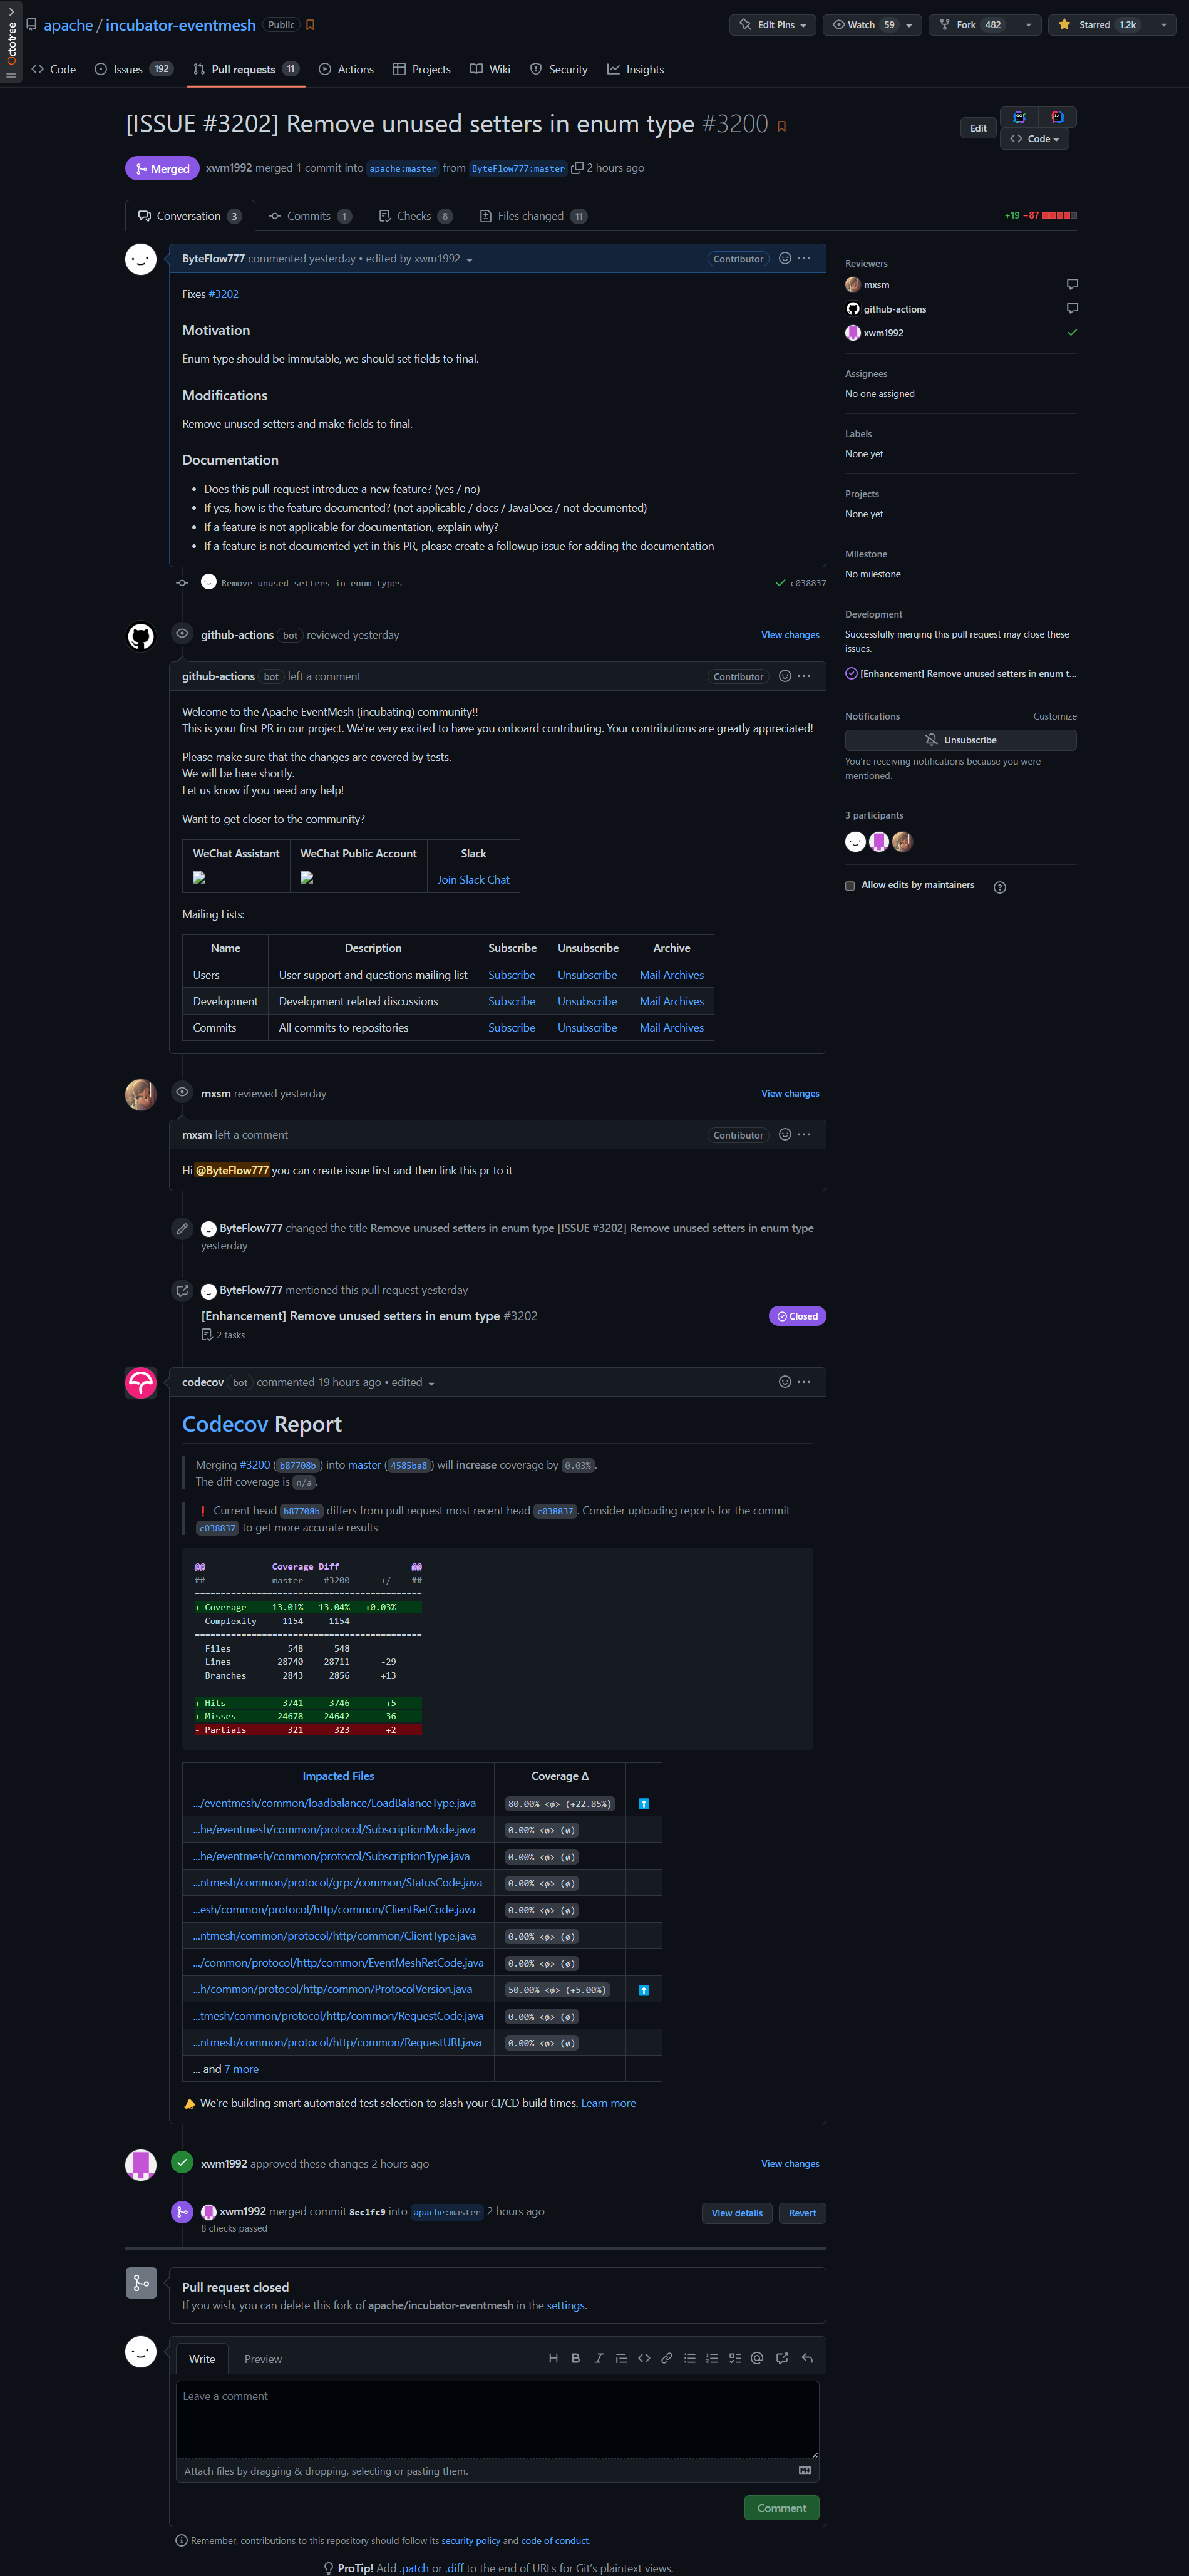 Octotree
apache / incubator-eventmesh Public
Edit Pins Watch 59 Fork 482 Starred 1.2k
Code Issues 192 Pull requests 11 Actions Projects Wiki Security Insights
[ISSUE #3202] Remove unused setters in enum type #3200
Edit
Code
Merged xwm1992 merged 1 commit into apache:master from ByteFlow777:master 2 hours ago
Conversation 3 Commits 1 Checks 8 Files changed 11
+19 −87
ByteFlow777 commented yesterday • edited by xwm1992 Contributor
Fixes #3202
Motivation
Enum type should be immutable, we should set fields to final.
Modifications
Remove unused setters and make fields to final.
Documentation
• Does this pull request introduce a new feature? (yes / no)
• If yes, how is the feature documented? (not applicable / docs / JavaDocs / not documented)
• If a feature is not applicable for documentation, explain why?
• If a feature is not documented yet in this PR, please create a followup issue for adding the documentation
Remove unused setters in enum types c038837
github-actions bot reviewed yesterday View changes
github-actions bot left a comment Contributor
Welcome to the Apache EventMesh (incubating) community!!
This is your first PR in our project. We're very excited to have you onboard contributing. Your contributions are greatly appreciated!
Please make sure that the changes are covered by tests.
We will be here shortly.
Let us know if you need any help!
Want to get closer to the community?
WeChat Assistant WeChat Public Account Slack
Join Slack Chat
Mailing Lists:
Name Description Subscribe Unsubscribe Archive
Users User support and questions mailing list Subscribe Unsubscribe Mail Archives
Development Development related discussions Subscribe Unsubscribe Mail Archives
Commits All commits to repositories Subscribe Unsubscribe Mail Archives
mxsm reviewed yesterday View changes
mxsm left a comment Contributor
Hi @ByteFlow777 you can create issue first and then link this pr to it
ByteFlow777 changed the title Remove unused setters in enum type [ISSUE #3202] Remove unused setters in enum type
yesterday
ByteFlow777 mentioned this pull request yesterday
[Enhancement] Remove unused setters in enum type #3202 Closed
2 tasks
codecov bot commented 19 hours ago • edited
Codecov Report
Merging #3200 (b87708b) into master (4585ba8) will increase coverage by 0.03%.
The diff coverage is n/a.
❗ Current head b87708b differs from pull request most recent head c038837. Consider uploading reports for the commit
c038837 to get more accurate results
@@ Coverage Diff @@
## master #3200 +/- ##
============================================
+ Coverage 13.01% 13.04% +0.03%
Complexity 1154 1154
============================================
Files 548 548
Lines 28740 28711 -29
Branches 2843 2856 +13
============================================
+ Hits 3741 3746 +5
+ Misses 24678 24642 -36
- Partials 321 323 +2
Impacted Files Coverage Δ
.../eventmesh/common/loadbalance/LoadBalanceType.java 80.00% <ø> (+22.85%) ⬆
...he/eventmesh/common/protocol/SubscriptionMode.java 0.00% <ø> (ø)
...he/eventmesh/common/protocol/SubscriptionType.java 0.00% <ø> (ø)
...ntmesh/common/protocol/grpc/common/StatusCode.java 0.00% <ø> (ø)
...esh/common/protocol/http/common/ClientRetCode.java 0.00% <ø> (ø)
...ntmesh/common/protocol/http/common/ClientType.java 0.00% <ø> (ø)
.../common/protocol/http/common/EventMeshRetCode.java 0.00% <ø> (ø)
...h/common/protocol/http/common/ProtocolVersion.java 50.00% <ø> (+5.00%) ⬆
...tmesh/common/protocol/http/common/RequestCode.java 0.00% <ø> (ø)
...ntmesh/common/protocol/http/common/RequestURI.java 0.00% <ø> (ø)
... and 7 more
We're building smart automated test selection to slash your CI/CD build times. Learn more
xwm1992 approved these changes 2 hours ago View changes
xwm1992 merged commit 8ec1fc9 into apache:master 2 hours ago View details Revert
8 checks passed
Pull request closed
If you wish, you can delete this fork of apache/incubator-eventmesh in the settings.
Write Preview
Leave a comment
Attach files by dragging & dropping, selecting or pasting them.
Comment
Remember, contributions to this repository should follow its security policy and code of conduct.
ProTip! Add .patch or .diff to the end of URLs for Git's plaintext views.
Reviewers
mxsm
github-actions
xwm1992
Assignees
No one assigned
Labels
None yet
Projects
None yet
Milestone
No milestone
Development
Successfully merging this pull request may close these
issues.
[Enhancement] Remove unused setters in enum t...
Notifications Customize
Unsubscribe
You're receiving notifications because you were
mentioned.
3 participants
Allow edits by maintainers